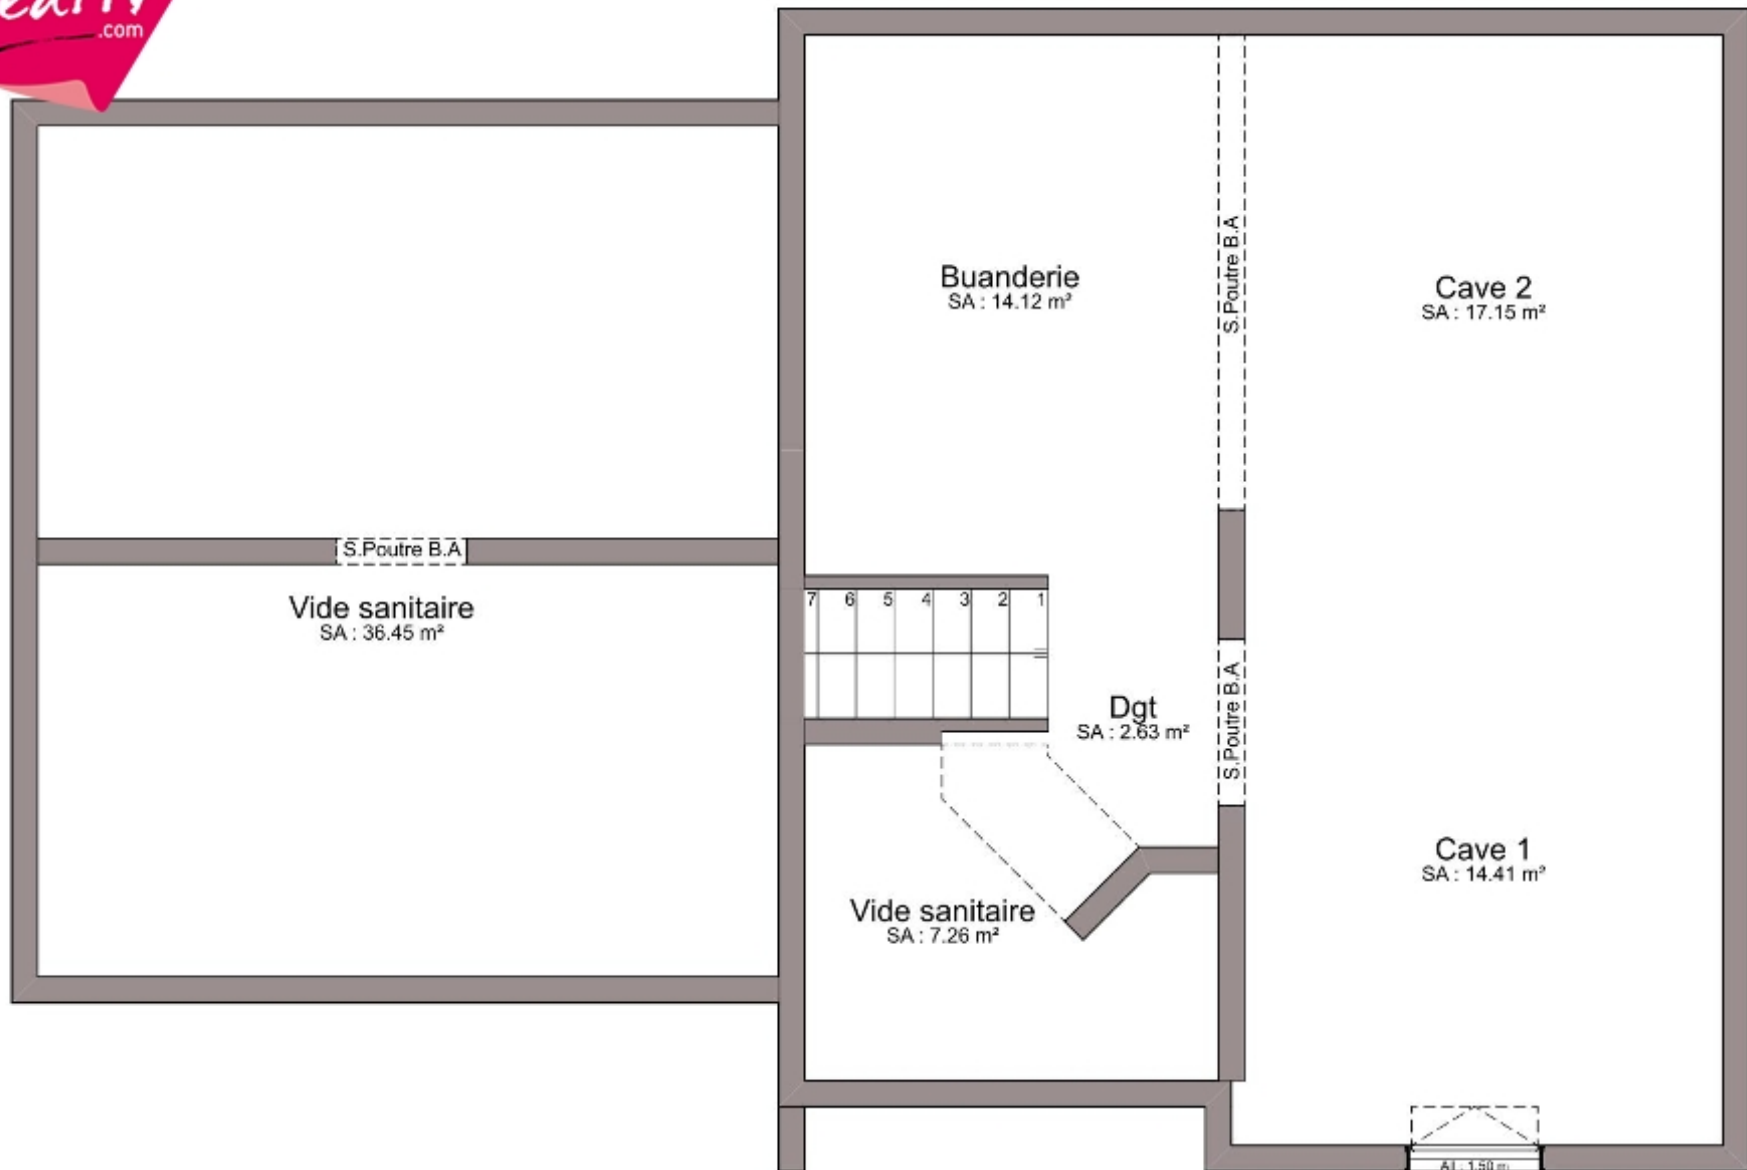 .com
Buanderie
SA : 14.12 m²
S.Poutre B.A
Cave 2
SA : 17.15 m²
S.Poutre B.A
Vide sanitaire
SA : 36.45 m²
7 6 5 4 3 2 1
Dgt
SA : 2.63 m²
S.Poutre B.A
Cave 1
SA : 14.41 m²
Vide sanitaire
SA : 7.26 m²
All : 1.50 m